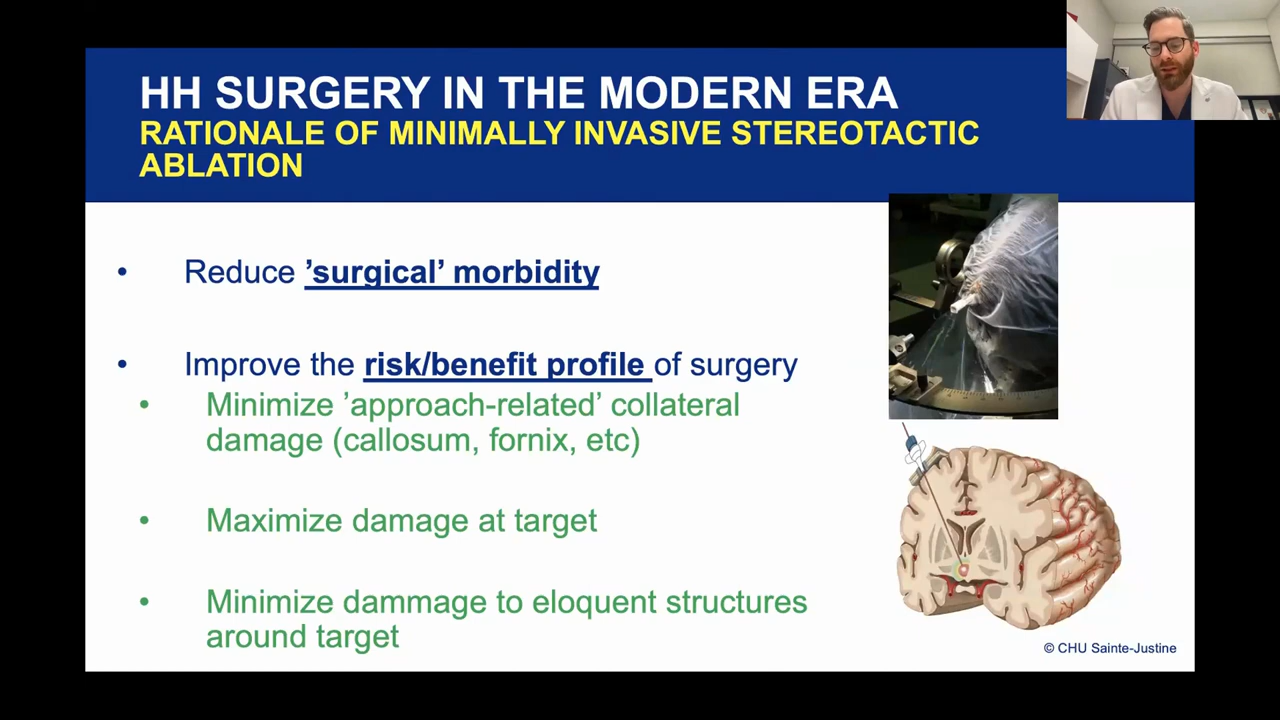 HH SURGERY IN THE MODERN ERA
RATIONALE OF MINIMALLY INVASIVE STEREOTACTIC
ABLATION
• Reduce ’surgical’ morbidity
• Improve the risk/benefit profile of surgery
• Minimize ’approach-related’ collateral
damage (callosum, fornix, etc)
• Maximize damage at target
• Minimize dammage to eloquent structures
around target
© CHU Sainte-Justine